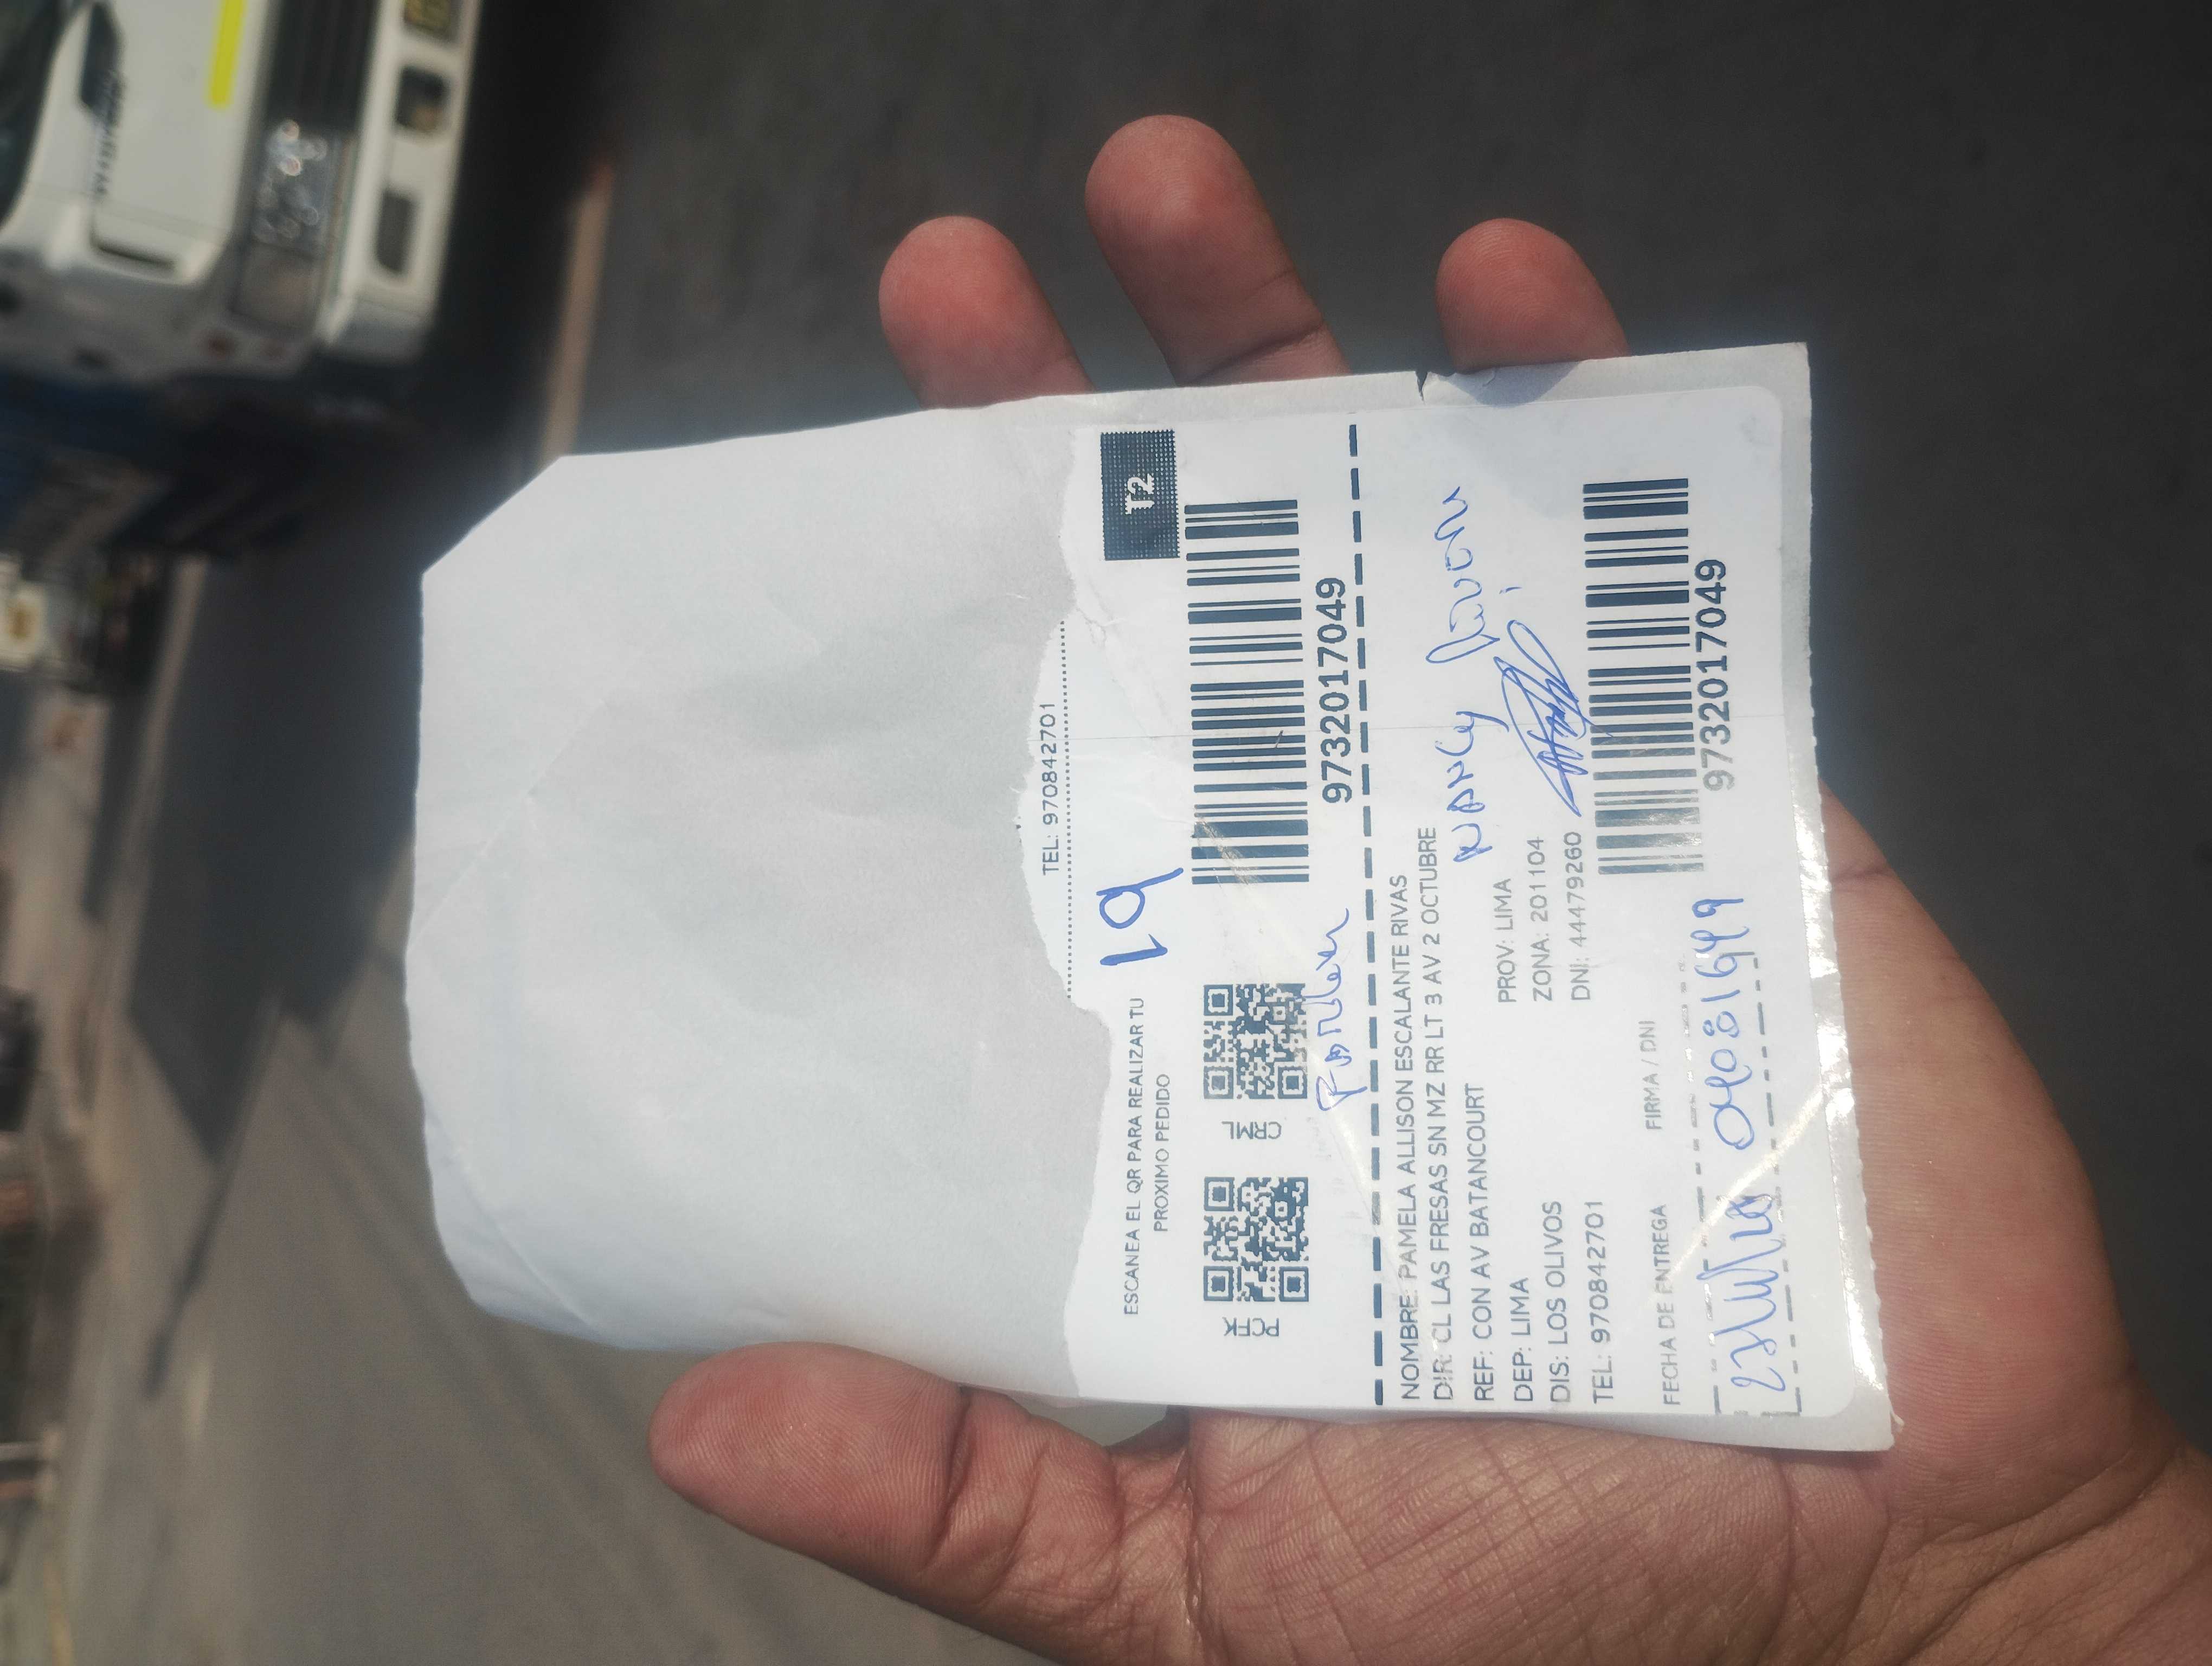 TEL: 970842701
T2
ESCANEA EL QR PARA REALIZAR TU
PROXIMO PEDIDO
19
PCFK
CRML
9732017049
NOMBRE: PAMELA ALLISON ESCALANTE RIVAS
DIR: CL LAS FRESAS SN MZ RR LT 3 AV 2 OCTUBRE
REF: CON AV BATANCOURT
NANCY
DEP: LIMA PROV: LIMA
DIS: LOS OLIVOS ZONA: 201104
TEL: 970842701 DNI: 44479260
9732017049
FECHA DE ENTREGA FIRMA / DNI